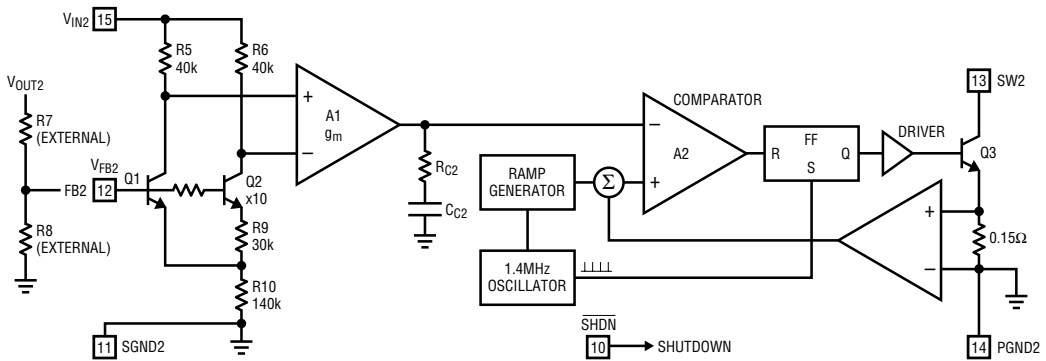 VIN2 15
R5
40k
R6
40k
VOUT2
R7
(EXTERNAL)
VFB2
FB2 12
R8
(EXTERNAL)
Q1
Q2
x10
R9
30k
R10
140k
11 SGND2
+
A1
gm
−
RC2
CC2
COMPARATOR
−
A2
+
RAMP
GENERATOR
Σ
1.4MHz
OSCILLATOR
SHDN
10 SHUTDOWN
FF
R Q
S
DRIVER
13 SW2
Q3
+
−
0.15Ω
14 PGND2